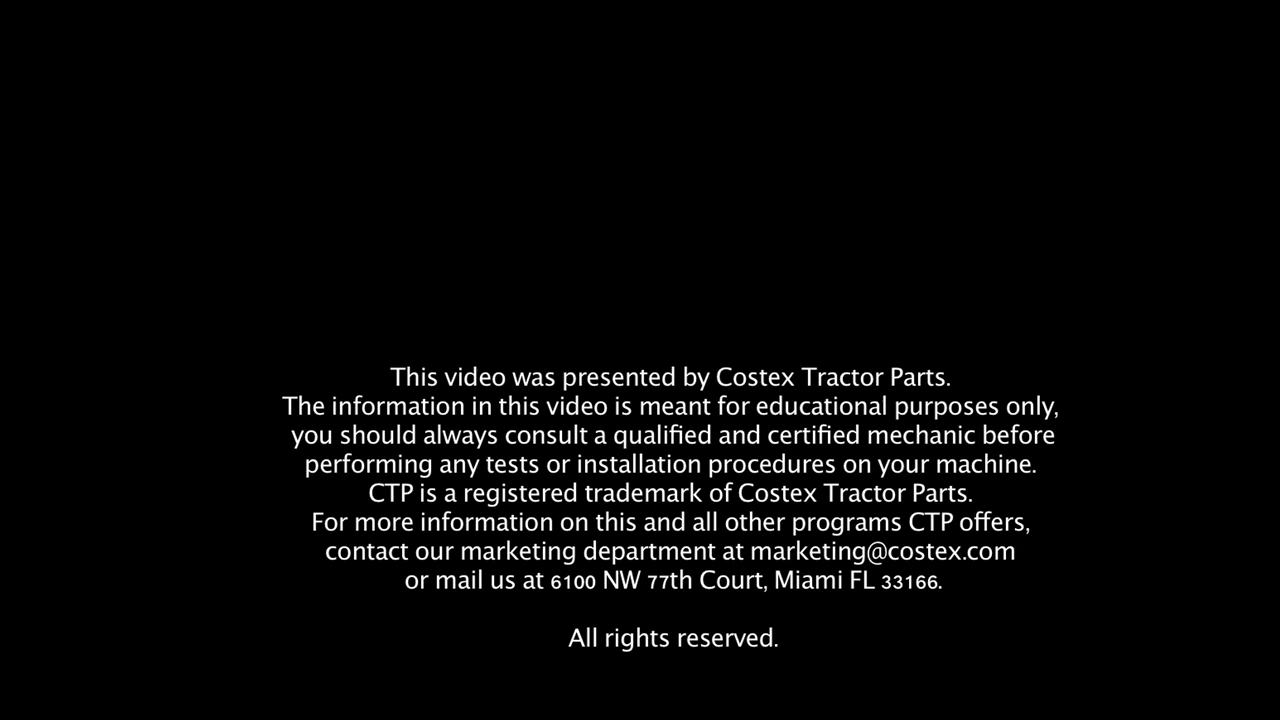 This video was presented by Costex Tractor Parts.
The information in this video is meant for educational purposes only,
you should always consult a qualified and certified mechanic before
performing any tests or installation procedures on your machine.
CTP is a registered trademark of Costex Tractor Parts.
For more information on this and all other programs CTP offers,
contact our marketing department at marketing@costex.com
or mail us at 6100 NW 77th Court, Miami FL 33166.
All rights reserved.